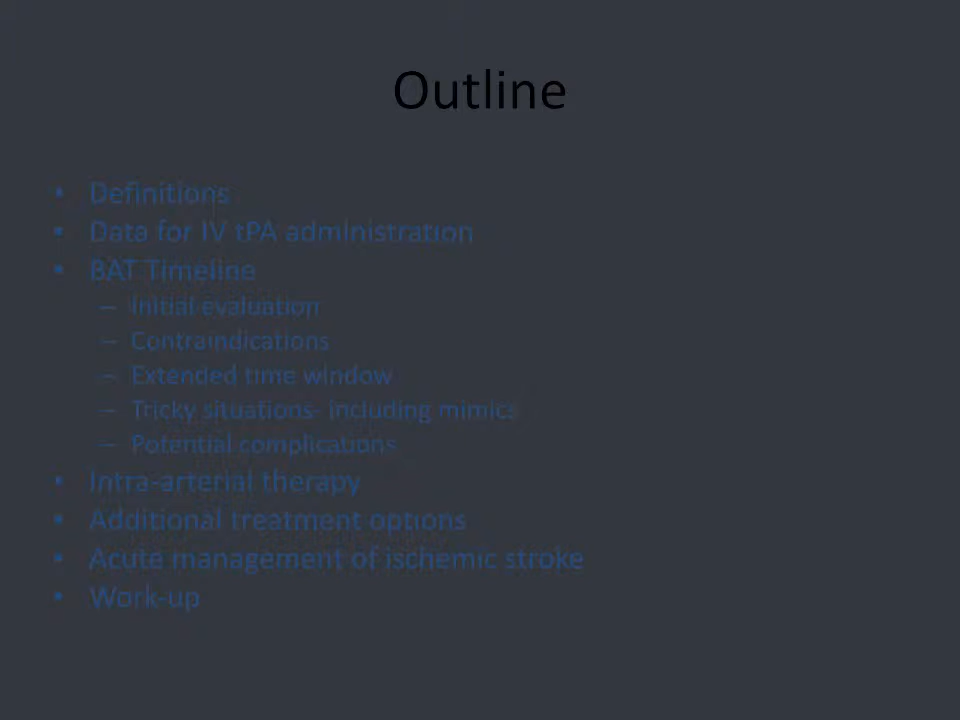 Outline
• Definitions
• Data for IV tPA administration
• BAT Timeline
– Initial evaluation
– Contraindications
– Extended time window
– Tricky situations- including mimics
– Potential complications
• Intra-arterial therapy
• Additional treatment options
• Acute management of ischemic stroke
• Work-up